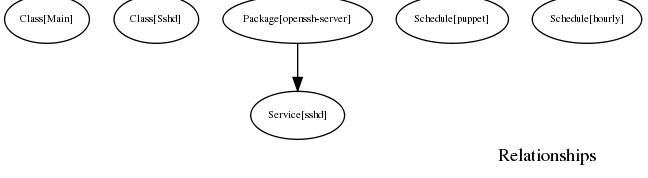 Class[Main]
Class[Sshd]
Package[openssh-server]
Schedule[puppet]
Schedule[hourly]
Service[sshd]
Relationships